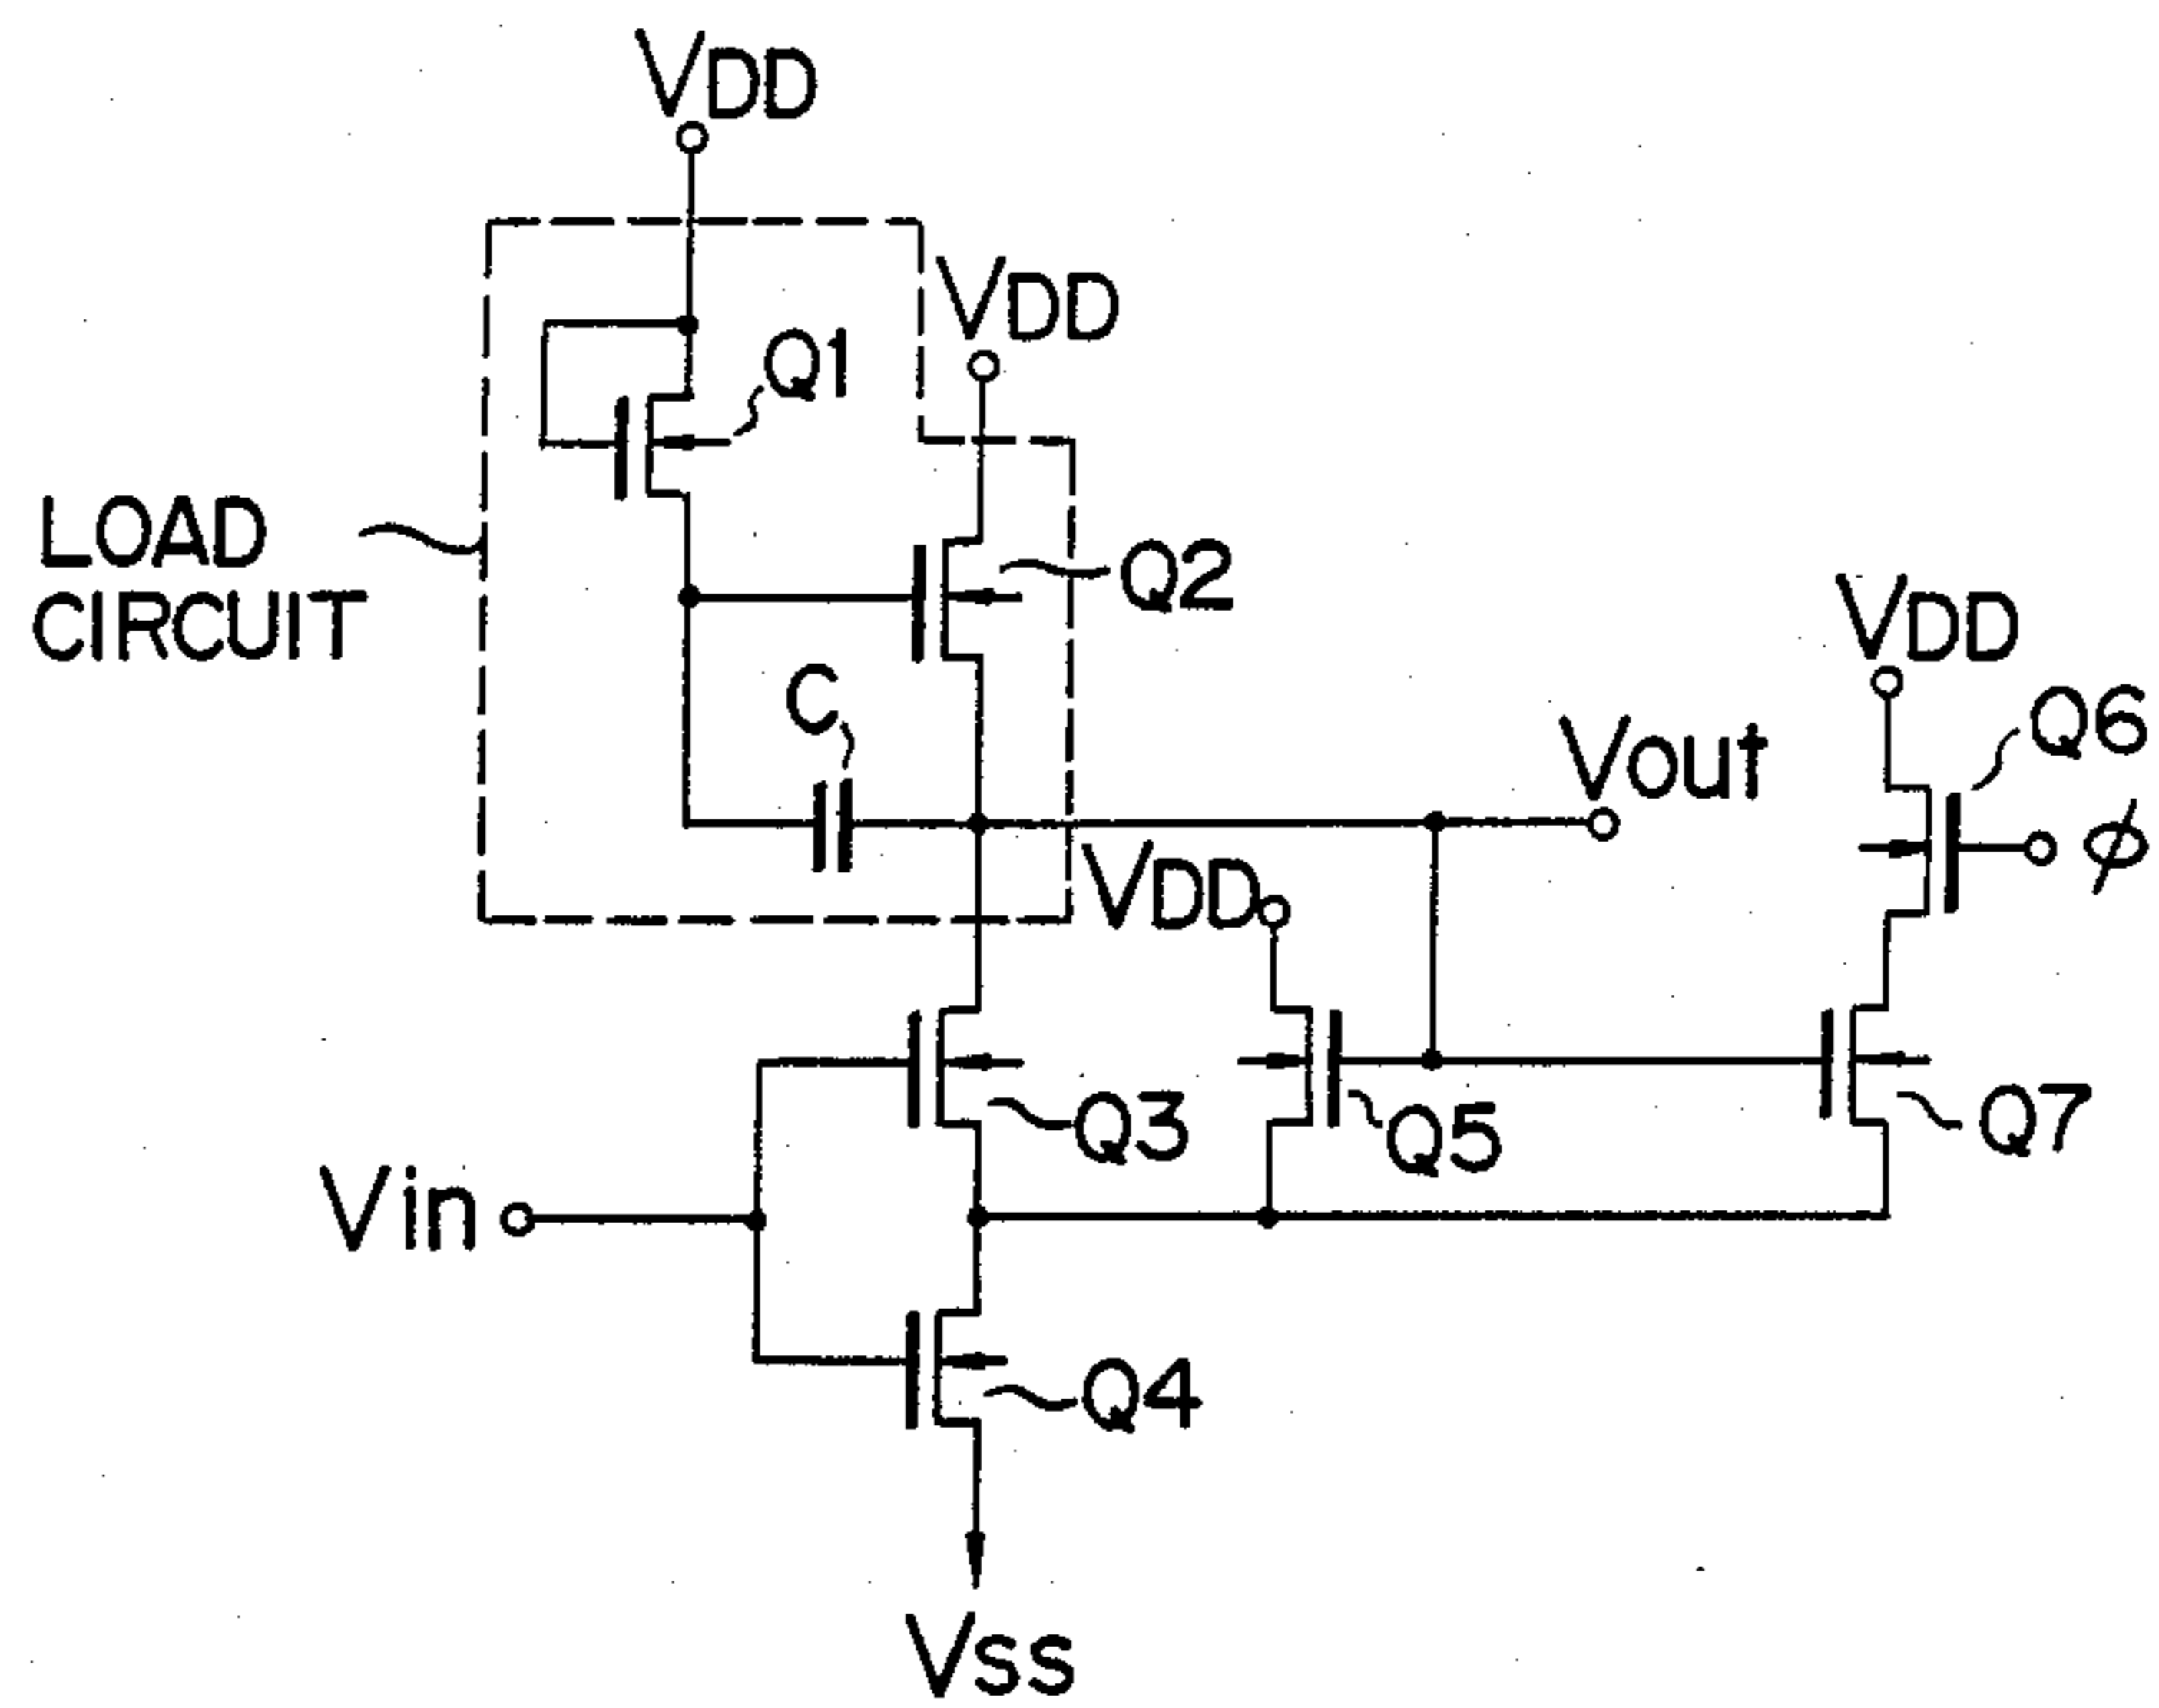 VDD
Q1
VDD
LOAD
CIRCUIT
Q2
C
VDD
Q6
Vout
φ
VDD
Q3
Q5
Q7
Vin
Q4
Vss